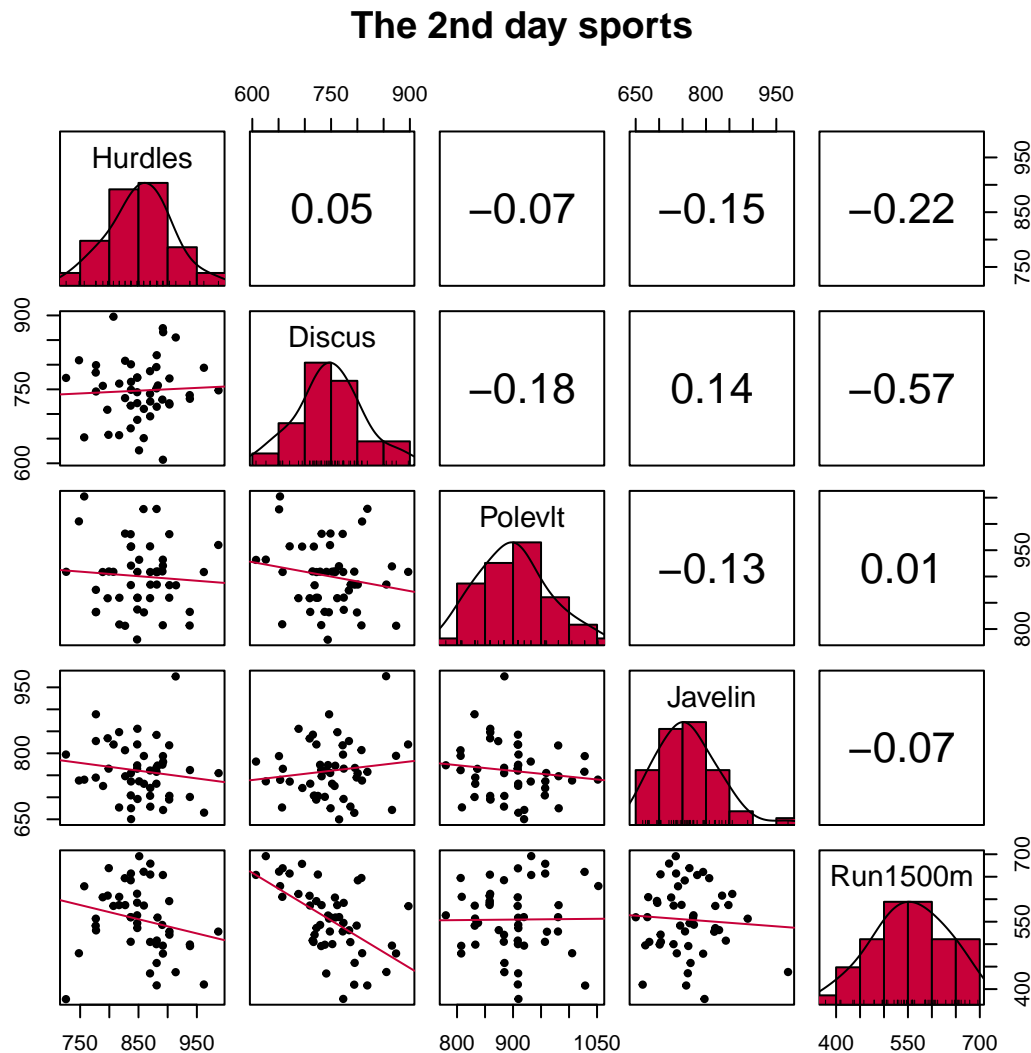 The 2nd day sports
600 750 900 650 800 950
Hurdles 0.05 −0.07 −0.15 −0.22 750 850 950
600 750 900 Discus −0.18 0.14 −0.57
Polevlt −0.13 0.01 800 950
650 800 950 Javelin −0.07
Run1500m 400 550 700
750 850 950 800 900 1050 400 550 700